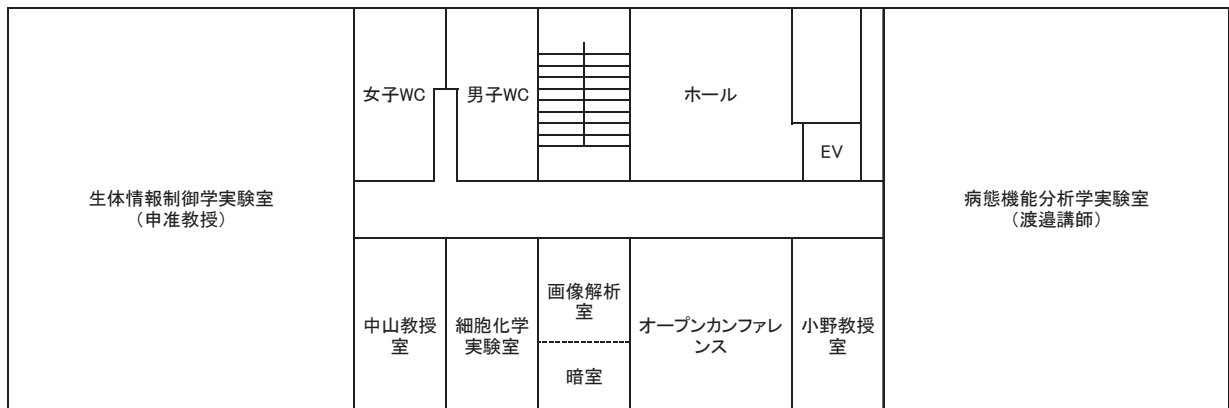 女子WC
男子WC
ホール
EV
生体情報制御学実験室
（申准教授）
病態機能分析学実験室
（渡邉講師）
中山教授
室
細胞化学
実験室
画像解析
室
暗室
オープンカンファレ
ンス
小野教授
室